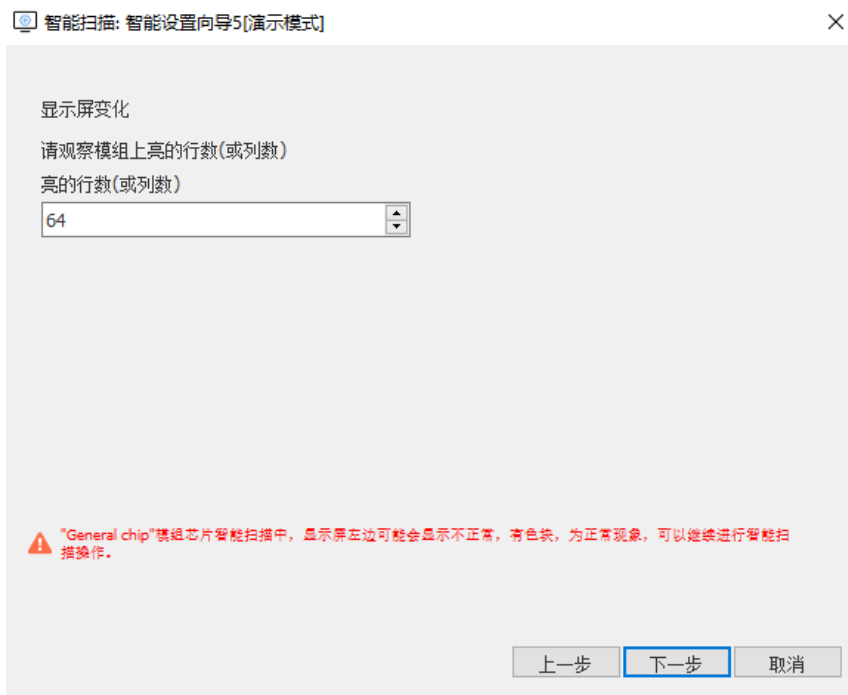 智能扫描: 智能设置向导5[演示模式]
显示屏变化
请观察模组上亮的行数(或列数)
亮的行数(或列数)
64
"General chip"模组芯片智能扫描中，显示屏左边可能会显示不正常，有色块，为正常现象，可以继续进行智能扫
描操作。
上一步 下一步 取消